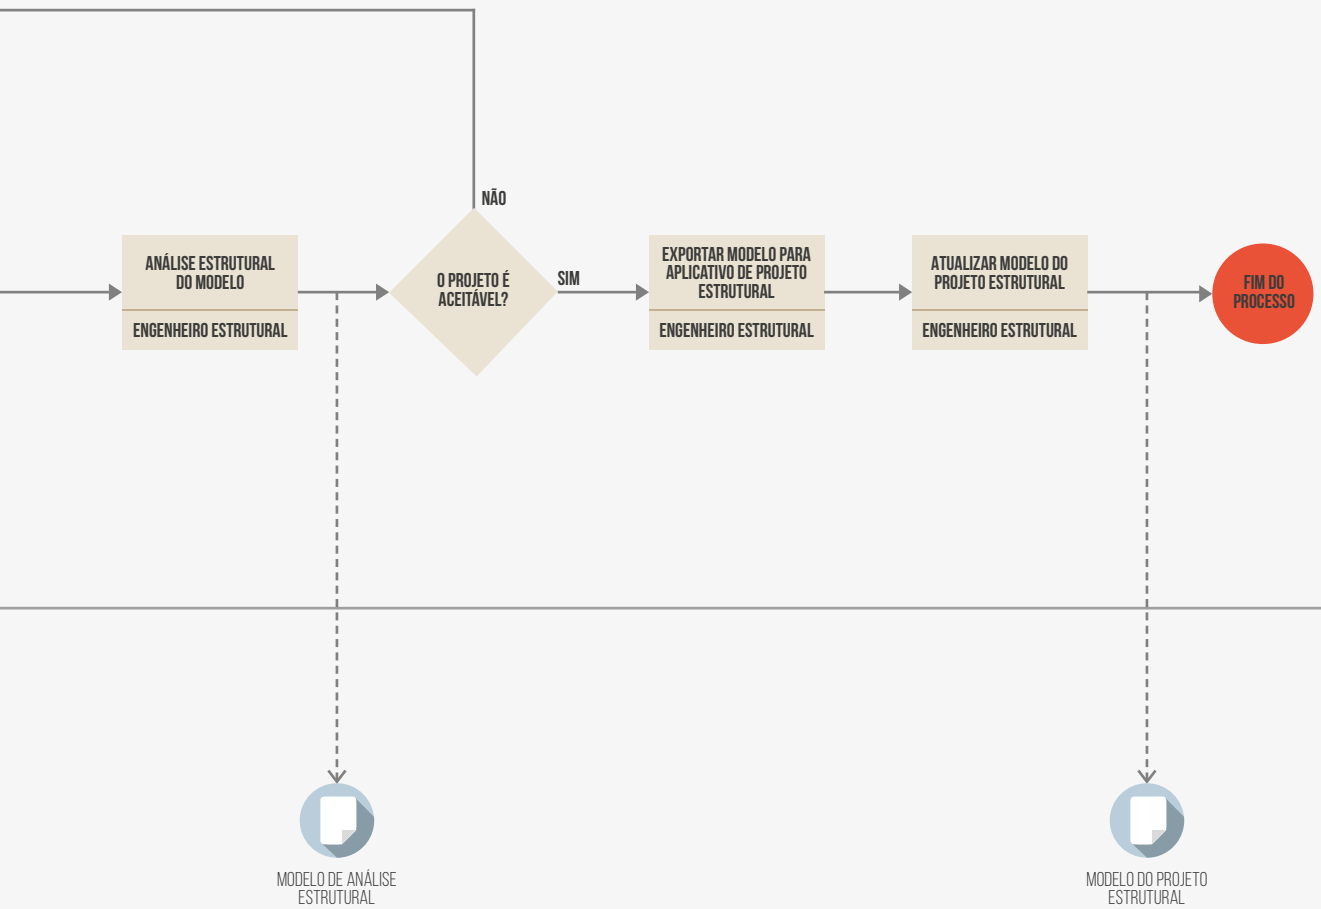 NÃO
ANÁLISE ESTRUTURAL
DO MODELO
ENGENHEIRO ESTRUTURAL
O PROJETO É
ACEITÁVEL?
SIM
EXPORTAR MODELO PARA
APLICATIVO DE PROJETO
ESTRUTURAL
ENGENHEIRO ESTRUTURAL
ATUALIZAR MODELO DO
PROJETO ESTRUTURAL
ENGENHEIRO ESTRUTURAL
FIM DO
PROCESSO
MODELO DE ANÁLISE
ESTRUTURAL
MODELO DO PROJETO
ESTRUTURAL